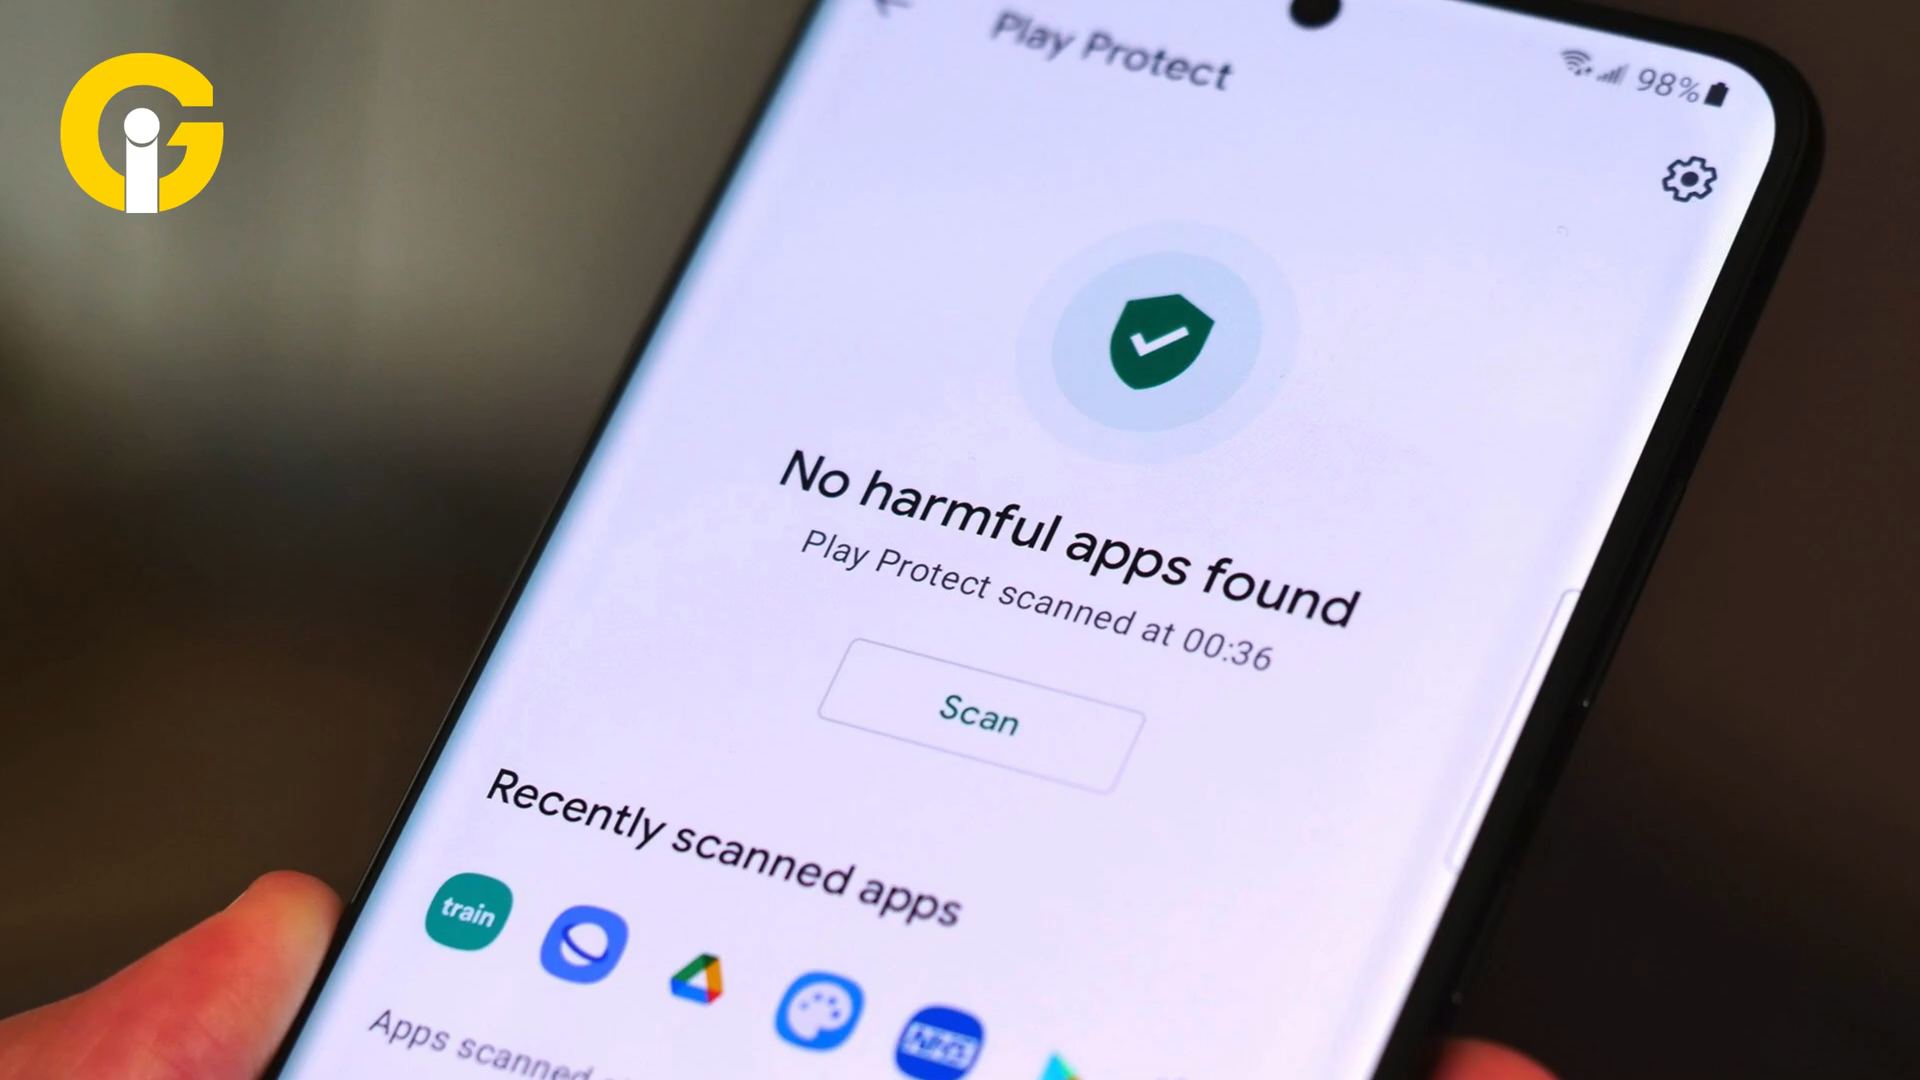 Play Protect
98%
No harmful apps found
Play Protect scanned at 00:36
Scan
Recently scanned apps
train
NHS
Apps scanned